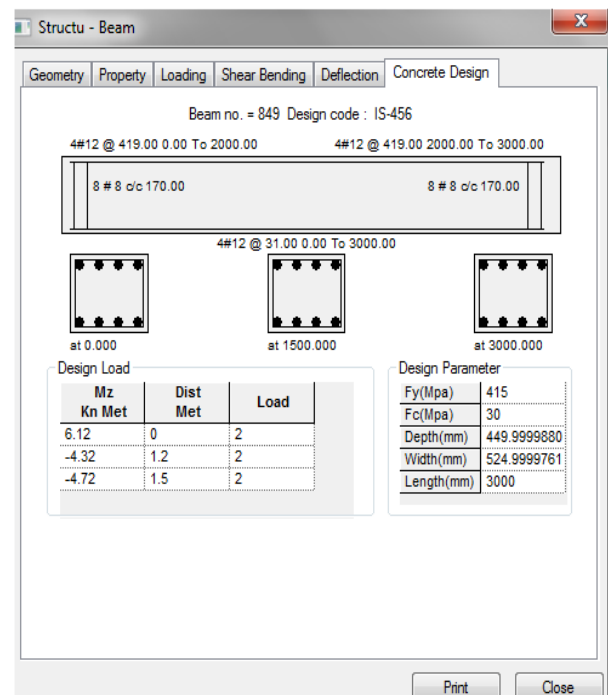 Structu - Beam
Geometry Property Loading Shear Bending Deflection Concrete Design
Beam no. = 849 Design code : IS-456
4#12 @ 419.00 0.00 To 2000.00 4#12 @ 419.00 2000.00 To 3000.00
8 # 8 c/c 170.00 8 # 8 c/c 170.00
4#12 @ 31.00 0.00 To 3000.00
at 0.000 at 1500.000 at 3000.000
Design Load Design Parameter
Mz Kn Met Dist Met Load
6.12 0 2
-4.32 1.2 2
-4.72 1.5 2
Fy(Mpa) 415
Fc(Mpa) 30
Depth(mm) 449.9999880
Width(mm) 524.9999761
Length(mm) 3000
Print Close